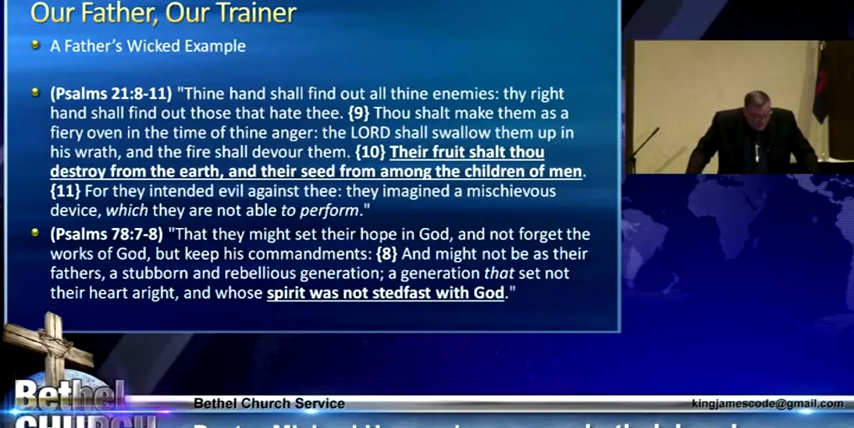 Our Father, Our Trainer
A Father's Wicked Example
(Psalms 21:8-11) "Thine hand shall find out all thine enemies: thy right
hand shall find out those that hate thee. {9} Thou shalt make them as a
fiery oven in the time of thine anger: the LORD shall swallow them up in
his wrath, and the fire shall devour them. {10} Their fruit shalt thou
destroy from the earth, and their seed from among the children of men.
{11} For they intended evil against thee: they imagined a mischievous
device, which they are not able to perform."
(Psalms 78:7-8) "That they might set their hope in God, and not forget the
works of God, but keep his commandments: {8} And might not be as their
fathers, a stubborn and rebellious generation; a generation that set not
their heart aright, and whose spirit was not stedfast with God."
Bethel
CHURCH
Bethel Church Service
kingjamescode@gmail.com